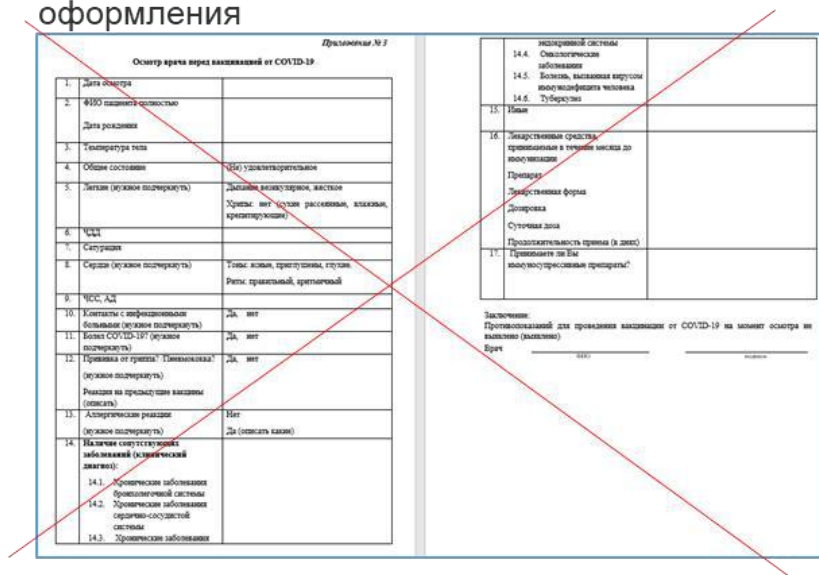 оформления
Приложение № 3
Осмотр врача перед вакцинацией от COVID-19
1. Дата осмотра
2. ФИО пациента полностью
Дата рождения
3. Температура тела
4. Общее состояние (Не) удовлетворительное
5. Легкие (нужное подчеркнуть) Дыхание везикулярное, жесткое
Хрипы: нет (сухие рассеянные, влажные,
крепитирующие)
6. ЧДД
7. Сатурация
8. Сердце (нужное подчеркнуть) Тоны: ясные, приглушены, глухие.
Ритм: правильный, аритмичный
9. ЧСС, АД
10. Контакты с инфекционными Да, нет
больными (нужное подчеркнуть)
11. Болел COVID-19? (нужное Да, нет
подчеркнуть)
12. Прививка от гриппа? Пневмококка? Да, нет
(нужное подчеркнуть)
Реакция на предыдущие вакцины
(описать)
13. Аллергические реакции Нет
(нужное подчеркнуть) Да (описать какие)
14. Наличие сопутствующих
заболеваний (клинический
диагноз):
14.1. Хронические заболевания
бронхолегочной системы
14.2. Хронические заболевания
сердечно-сосудистой
системы
14.3. Хронические заболевания
эндокринной системы
14.4. Онкологические
заболевания
14.5. Болезнь, вызванная вирусом
иммунодефицита человека
14.6. Туберкулез
15. Иные
16. Лекарственные средства,
принимаемые в течение месяца до
иммунизации
Препарат
Лекарственная форма
Дозировка
Суточная доза
Продолжительность приема (в днях)
17. Принимаете ли Вы
иммуносупрессивные препараты?
Заключение:
Противопоказаний для проведения вакцинации от COVID-19 на момент осмотра не
выявлено (выявлено)
Врач
ФИО подпись